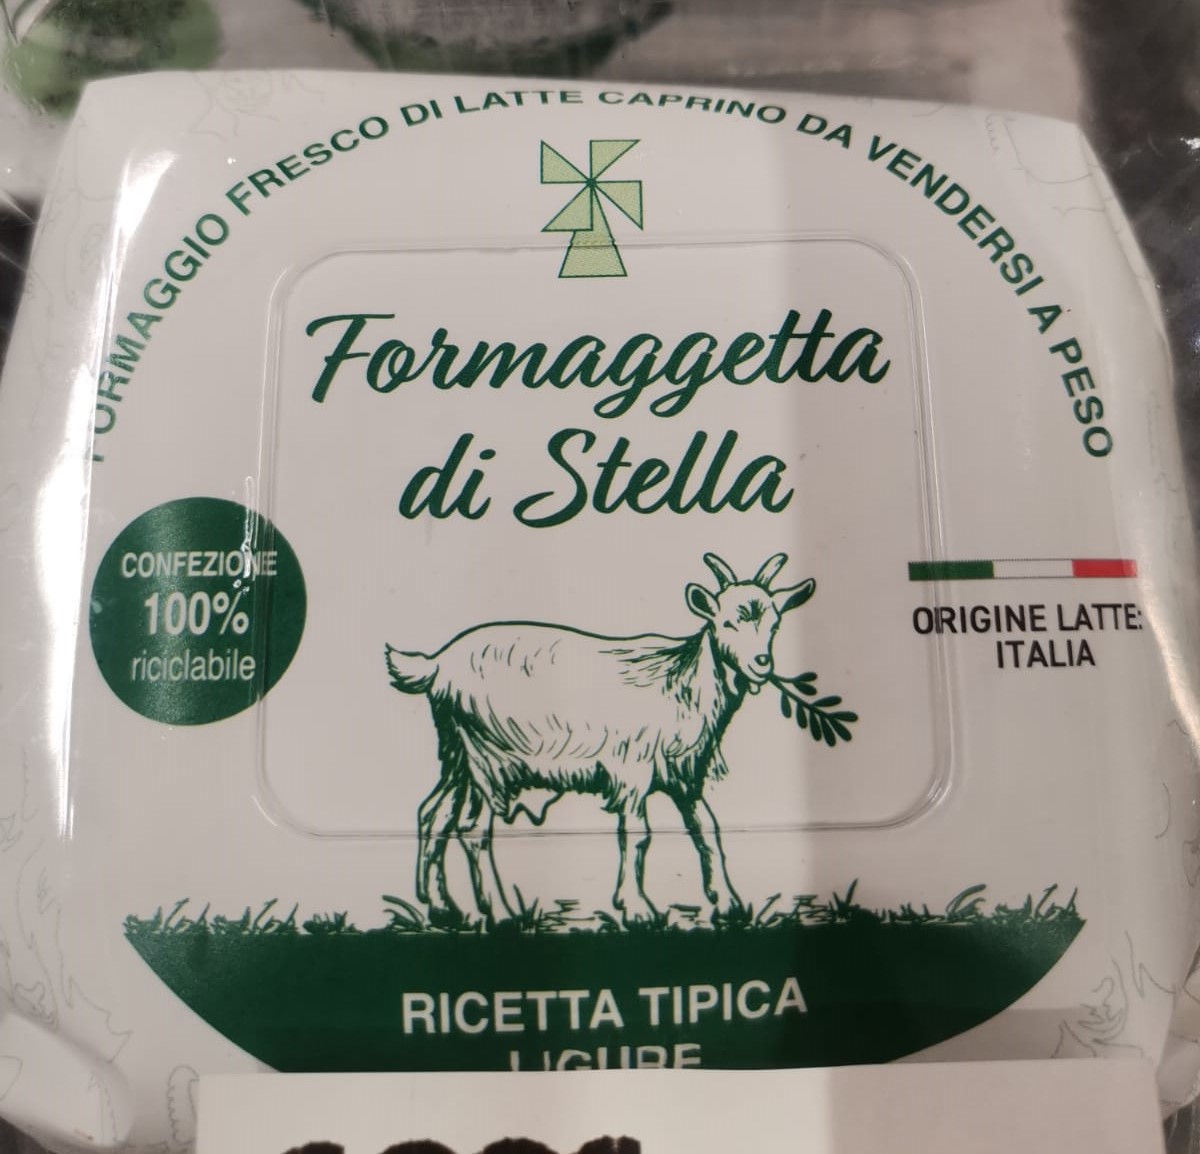 FORMAGGIO FRESCO DI LATTE CAPRINO DA VENDERSI A PESO
Formaggetta
di Stella
CONFEZIONE
100%
riciclabile
ORIGINE LATTE:
ITALIA
RICETTA TIPICA
LIGURE